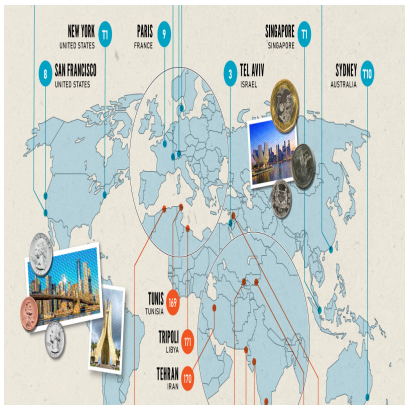 NEW YORK
UNITED STATES
T1
PARIS
FRANCE
9
SINGAPORE
SINGAPORE
T1
8
SAN FRANCISCO
UNITED STATES
3
TEL AVIV
ISRAEL
SYDNEY
AUSTRALIA
T10
TUNIS
TUNISIA
169
TRIPOLI
LIBYA
171
TEHRAN
IRAN
170